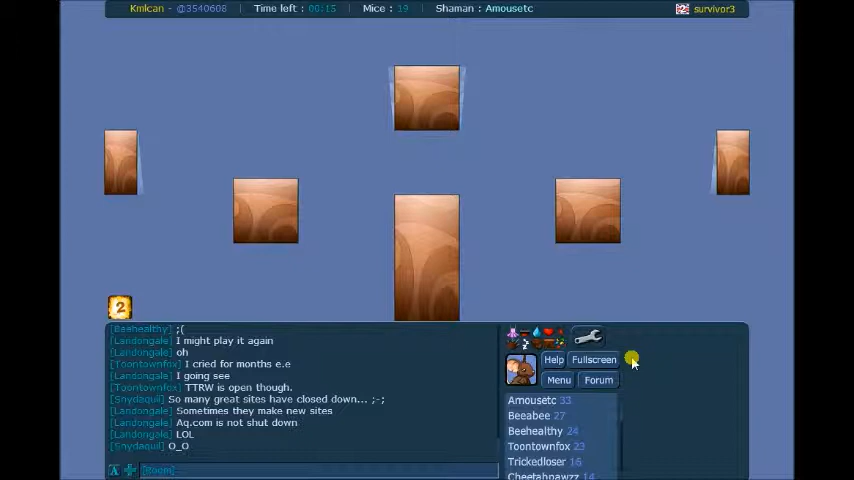 Kmlcan - @3540608 | Time left : 00:15 | Mice : 19 | Shaman : Amousetc
survivor3
2
[Beehealthy] ;(
[Landongale] I might play it again
[Landongale] oh
[Toontownfox] I cried for months e.e
[Landongale] I going see
[Toontownfox] TTRW is open though.
[Snydaquil] So many great sites have closed down... ;-;
[Landongale] Sometimes they make new sites
[Landongale] Aq.com is not shut down
[Landongale] LOL
[Snydaquil] O_O
A [Room]
Help Fullscreen
Menu Forum
Amousetc 33
Beeabee 27
Beehealthy 24
Toontownfox 23
Trickedloser 16
Cheetahpawzz 14